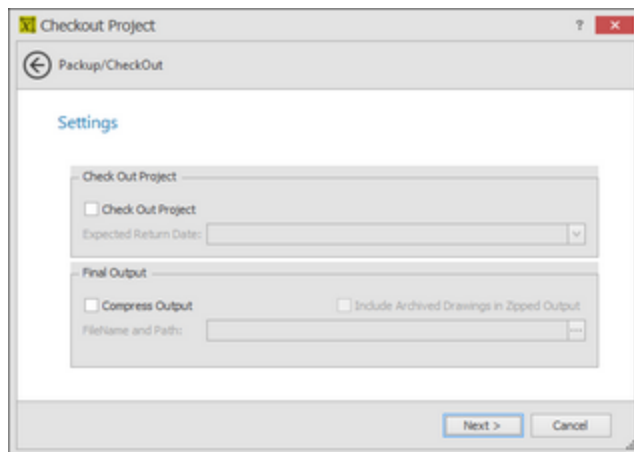 Checkout Project
Packup/CheckOut
Settings
Check Out Project
Check Out Project
Expected Return Date:
Final Output
Compress Output Include Archived Drawings in Zipped Output
FileName and Path:
Next > Cancel